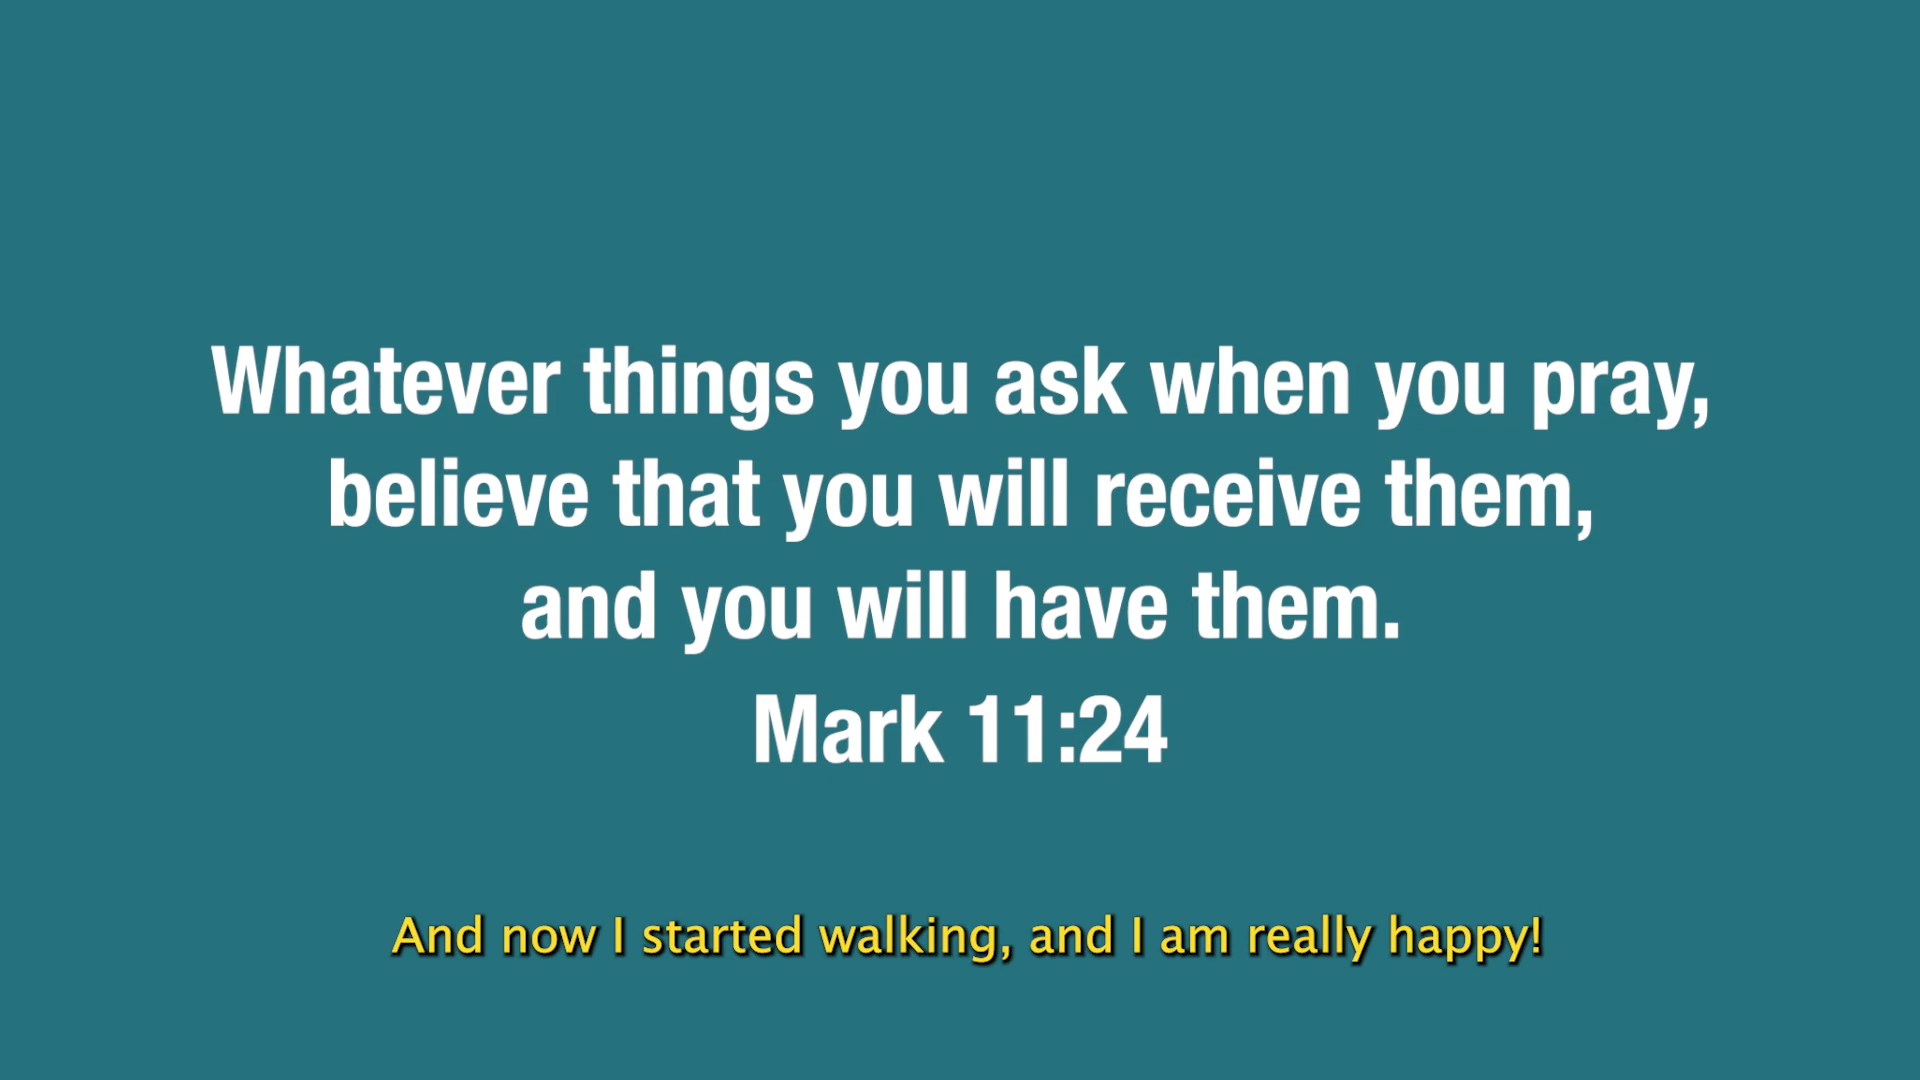 Whatever things you ask when you pray,
believe that you will receive them,
and you will have them.
Mark 11:24
And now I started walking, and I am really happy!